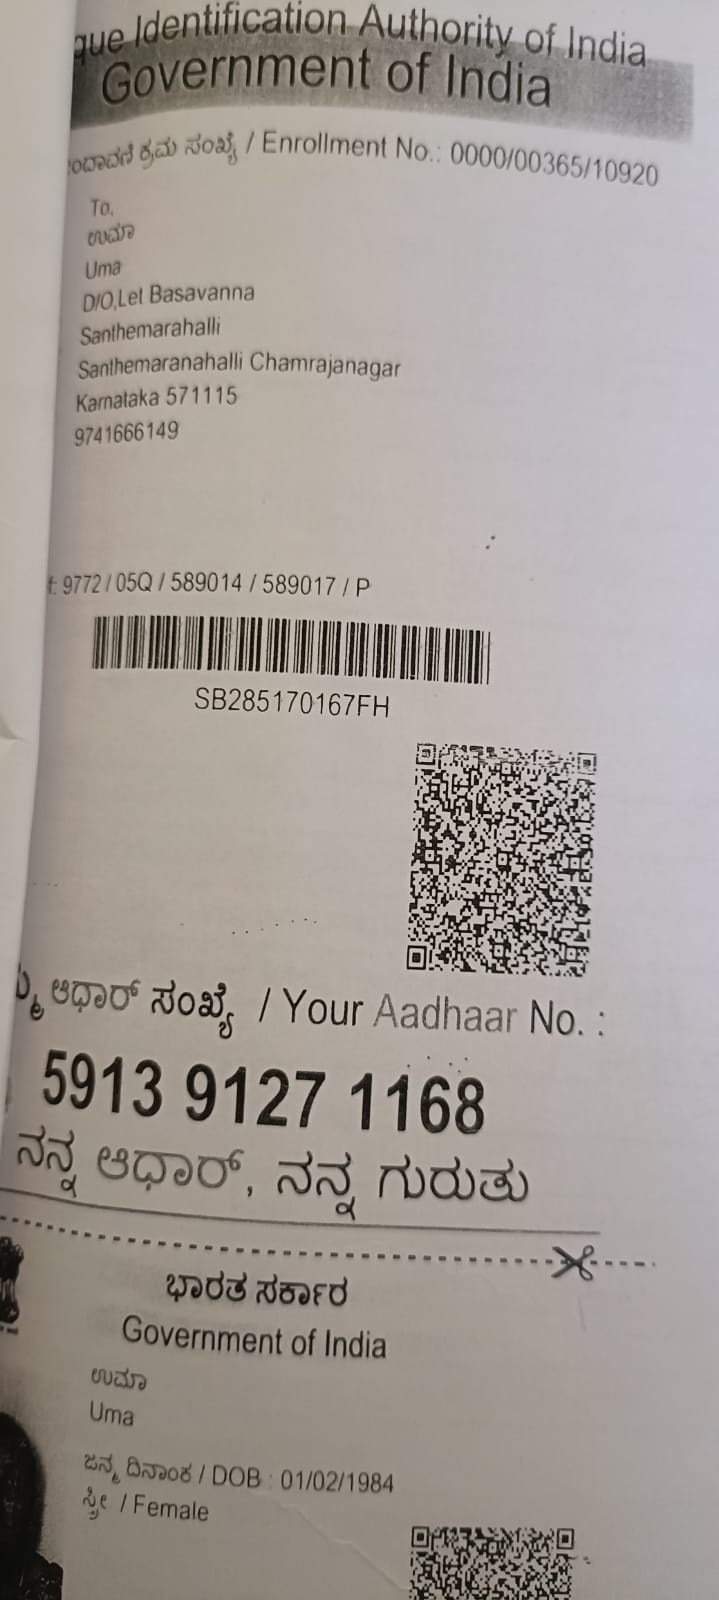 que Identification Authority of India
Government of India
ಂದಾವಣೆ ಕ್ರಮ ಸಂಖ್ಯೆ / Enrollment No.: 0000/00365/10920
To,
ಉಮಾ
Uma
D/O,Let Basavanna
Santhemarahalli
Santhemaranahalli Chamrajanagar
Karnataka 571115
9741666149
f: 9772 / 05Q / 589014 / 589017 / P
SB285170167FH
ಮ್ಮ ಆಧಾರ್ ಸಂಖ್ಯೆ / Your Aadhaar No. :
5913 9127 1168
ನನ್ನ ಆಧಾರ್, ನನ್ನ ಗುರುತು
ಭಾರತ ಸರ್ಕಾರ
Government of India
ಉಮಾ
Uma
ಜನ್ಮ ದಿನಾಂಕ / DOB : 01/02/1984
ಸ್ತ್ರೀ / Female